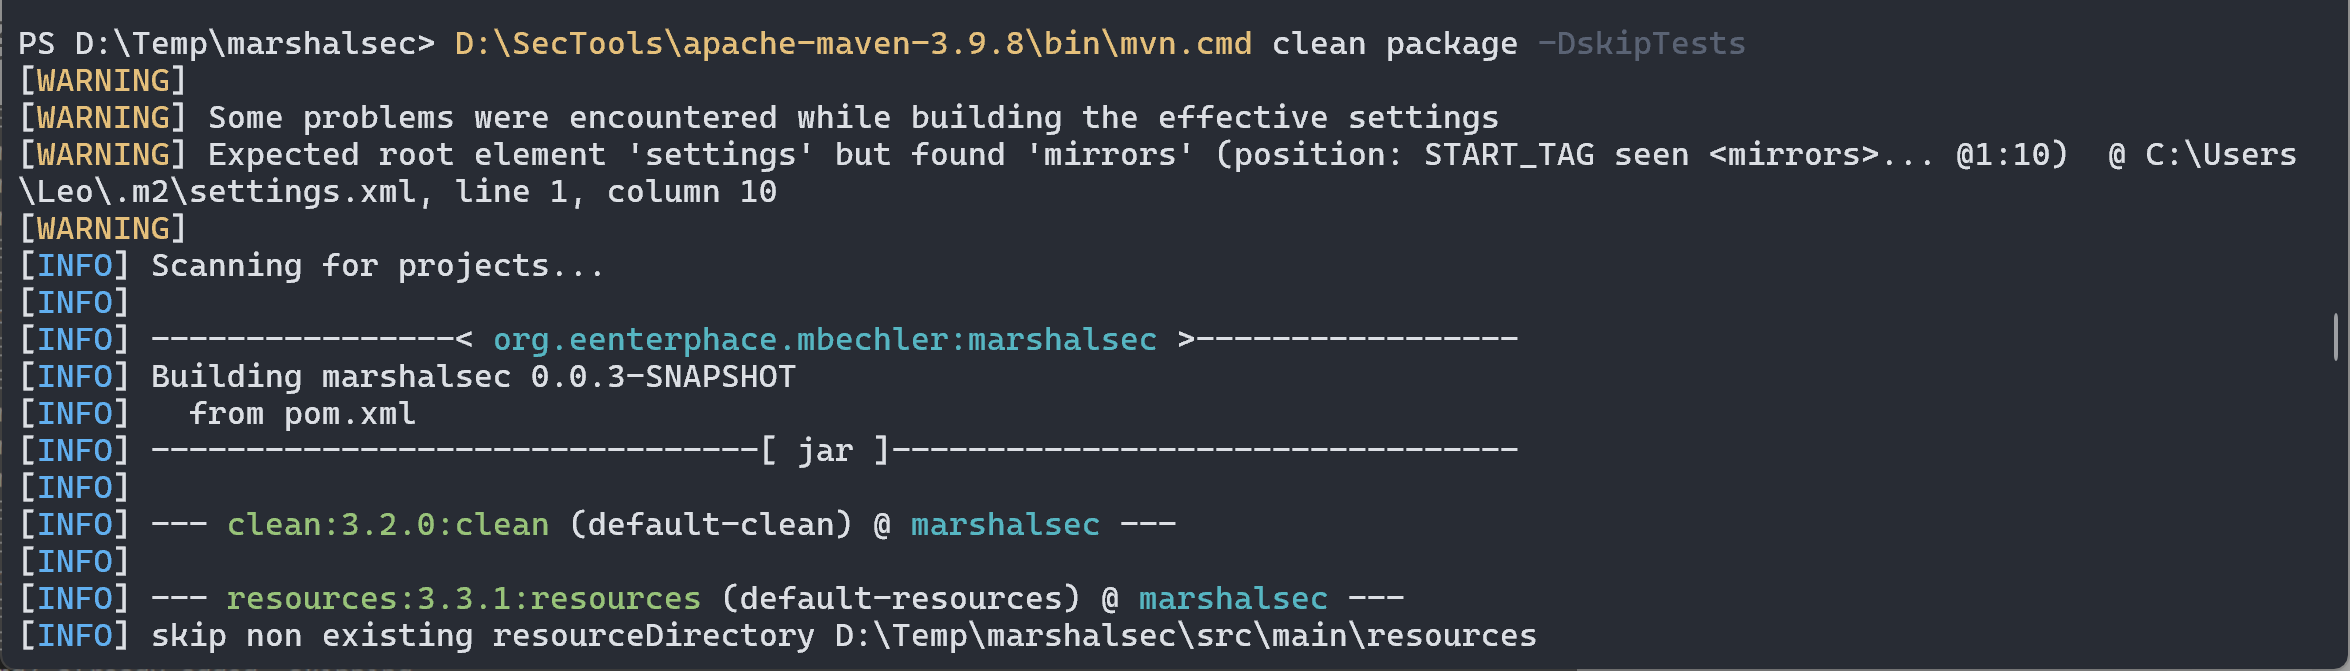 PS D:\Temp\marshalsec> D:\SecTools\apache-maven-3.9.8\bin\mvn.cmd clean package -DskipTests
[WARNING]
[WARNING] Some problems were encountered while building the effective settings
[WARNING] Expected root element 'settings' but found 'mirrors' (position: START_TAG seen <mirrors>... @1:10)  @ C:\Users
\Leo\.m2\settings.xml, line 1, column 10
[WARNING]
[INFO] Scanning for projects...
[INFO]
[INFO] ----------------< org.eenterphace.mbechler:marshalsec >-----------------
[INFO] Building marshalsec 0.0.3-SNAPSHOT
[INFO]   from pom.xml
[INFO] --------------------------------[ jar ]---------------------------------
[INFO]
[INFO] --- clean:3.2.0:clean (default-clean) @ marshalsec ---
[INFO]
[INFO] --- resources:3.3.1:resources (default-resources) @ marshalsec ---
[INFO] skip non existing resourceDirectory D:\Temp\marshalsec\src\main\resources